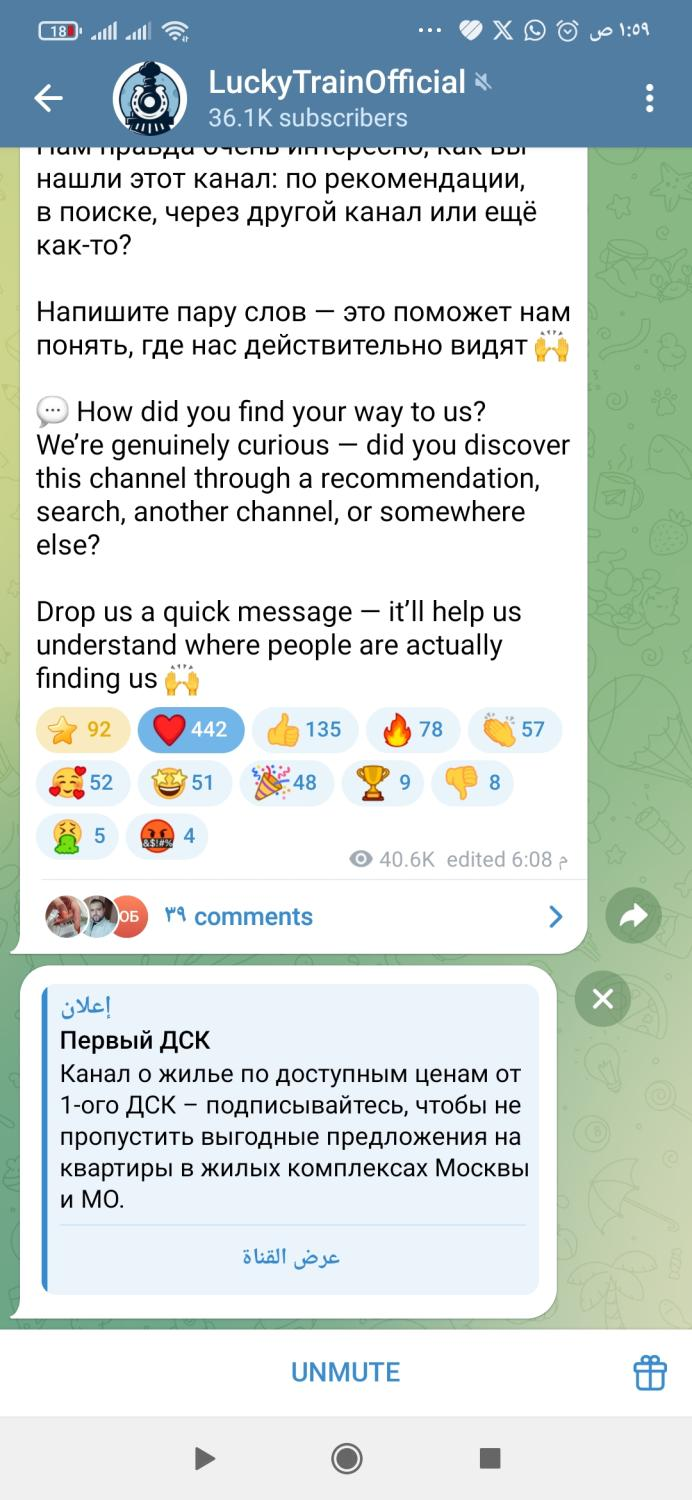 18
ص ١:٥٩
LuckyTrainOfficial
36.1K subscribers
Нам правда очень интересно, как вы
нашли этот канал: по рекомендации,
в поиске, через другой канал или ещё
как-то?
Напишите пару слов — это поможет нам
понять, где нас действительно видят 🙌
💬 How did you find your way to us?
We’re genuinely curious — did you discover
this channel through a recommendation,
search, another channel, or somewhere
else?
Drop us a quick message — it’ll help us
understand where people are actually
finding us 🙌
⭐ 92 ❤️ 442 👍 135 🔥 78 👏 57
🥰 52 🤩 51 🎉 48 🏆 9 👎 8
🤮 5 🤬 4
40.6K edited 6:08 م
ОБ ٣٩ comments
إعلان
Первый ДСК
Канал о жилье по доступным ценам от
1-ого ДСК – подписывайтесь, чтобы не
пропустить выгодные предложения на
квартиры в жилых комплексах Москвы
и МО.
عرض القناة
UNMUTE